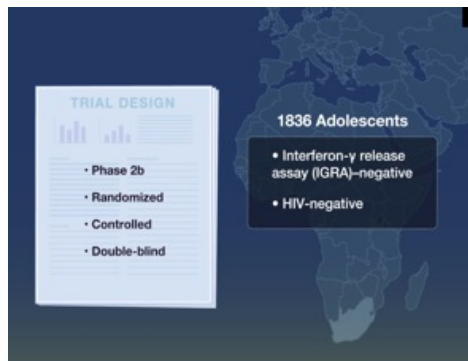 TRIAL DESIGN
• Phase 2b
• Randomized
• Controlled
• Double-blind
1836 Adolescents
• Interferon-γ release
assay (IGRA)–negative
• HIV-negative